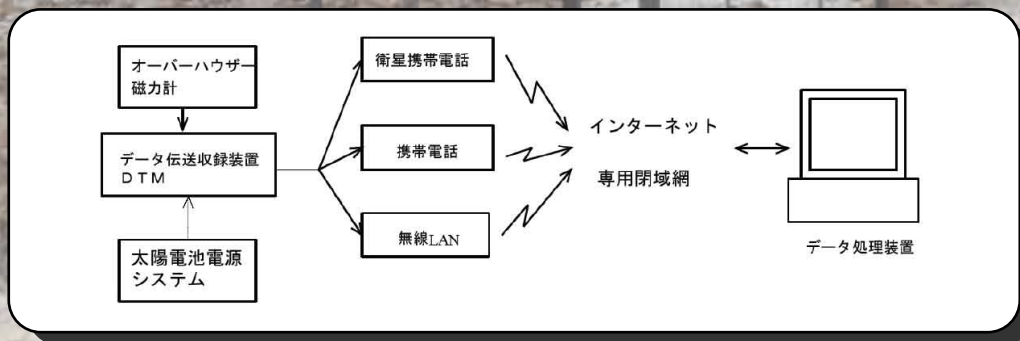 オーバーハウザー
磁力計
データ伝送収録装置
ＤＴＭ
太陽電池電源
システム
衛星携帯電話
携帯電話
無線LAN
インターネット
専用閉域網
データ処理装置